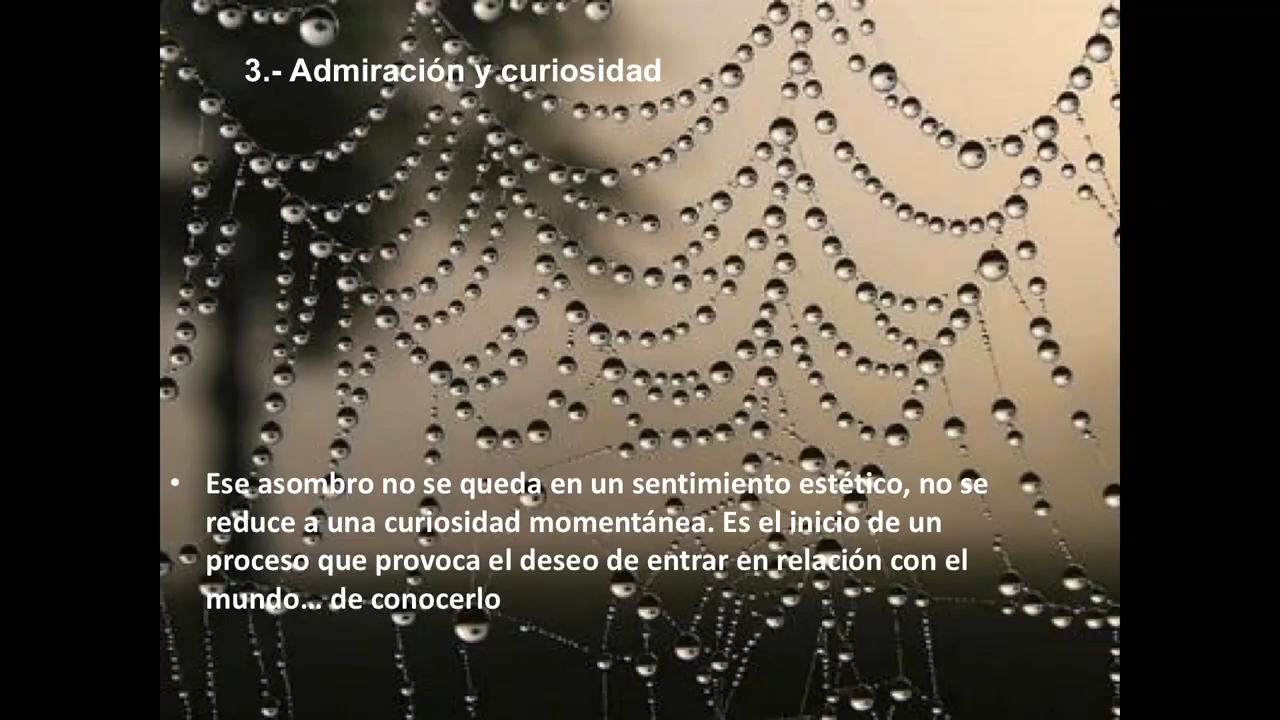 3.- Admiración y curiosidad
• Ese asombro no se queda en un sentimiento estético, no se
reduce a una curiosidad momentánea. Es el inicio de un
proceso que provoca el deseo de entrar en relación con el
mundo... de conocerlo